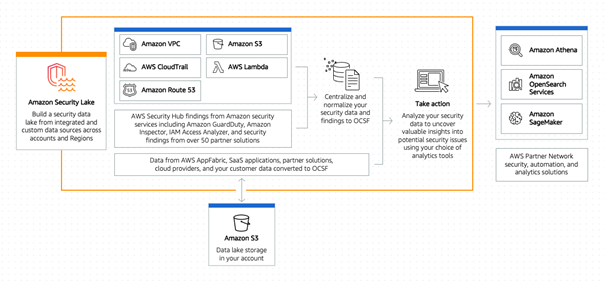 Amazon Security Lake
Build a security data
lake from integrated and
custom data sources across
accounts and Regions
Amazon VPC
Amazon S3
AWS CloudTrail
AWS Lambda
Amazon Route 53
53
AWS Security Hub findings from Amazon security
services including Amazon GuardDuty, Amazon
Inspector, IAM Access Analyzer, and security
findings from over 50 partner solutions
Data from AWS AppFabric, SaaS applications, partner solutions,
cloud providers, and your customer data converted to OCSF
Centralize and
normalize your
security data and
findings to OCSF
Take action
Analyze your security
data to uncover
valuable insights into
potential security issues
using your choice of
analytics tools
Amazon Athena
Amazon
OpenSearch
Services
Amazon
SageMaker
AWS Partner Network
security, automation, and
analytics solutions
Amazon S3
Data lake storage
in your account